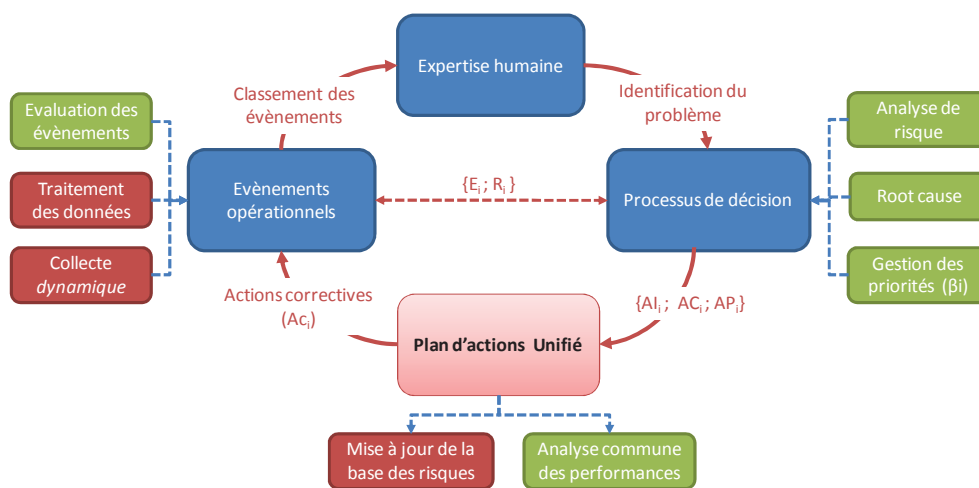 Expertise humaine
Classement des
évènements
Identification du
problème
Evaluation des
évènements
Traitement
des données
Collecte
dynamique
Evènements
opérationnels
{Ei ; Ri }
Processus de décision
Analyse de
risque
Root cause
Gestion des
priorités (βi)
Actions correctives
(Aci)
{AIi ; ACi ; APi}
Plan d’actions Unifié
Mise à jour de la
base des risques
Analyse commune
des performances